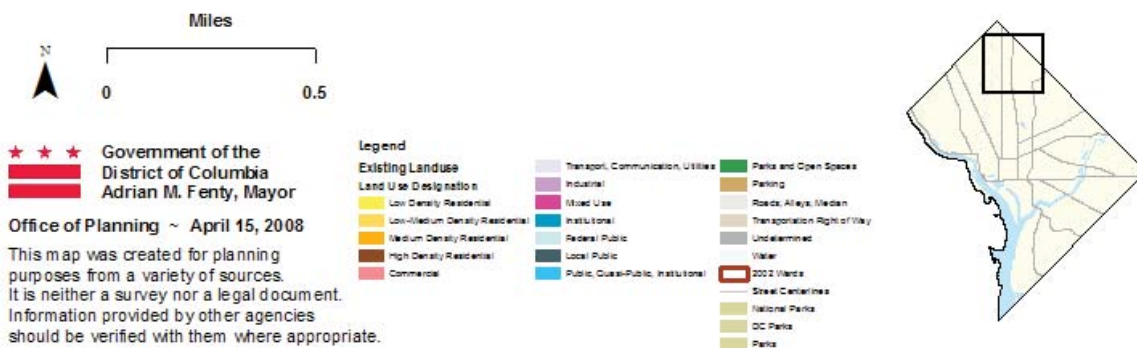 Miles
N
0 0.5
Government of the
District of Columbia
Adrian M. Fenty, Mayor
Office of Planning ~ April 15, 2008
This map was created for planning
purposes from a variety of sources.
It is neither a survey nor a legal document.
Information provided by other agencies
should be verified with them where appropriate.
Legend
Existing Landuse
Land Use Designation
Low Density Residential
Low-Medium Density Residential
Medium Density Residential
High Density Residential
Commercial
Transport, Communication, Utilities
Industrial
Mixed Use
Institutional
Federal Public
Local Public
Public, Quasi-Public, Institutional
Parks and Open Spaces
Parking
Roads, Alleys, Median
Transportation Right of Way
Undetermined
Water
2002 Wards
Street Centerlines
National Parks
DC Parks
Parks